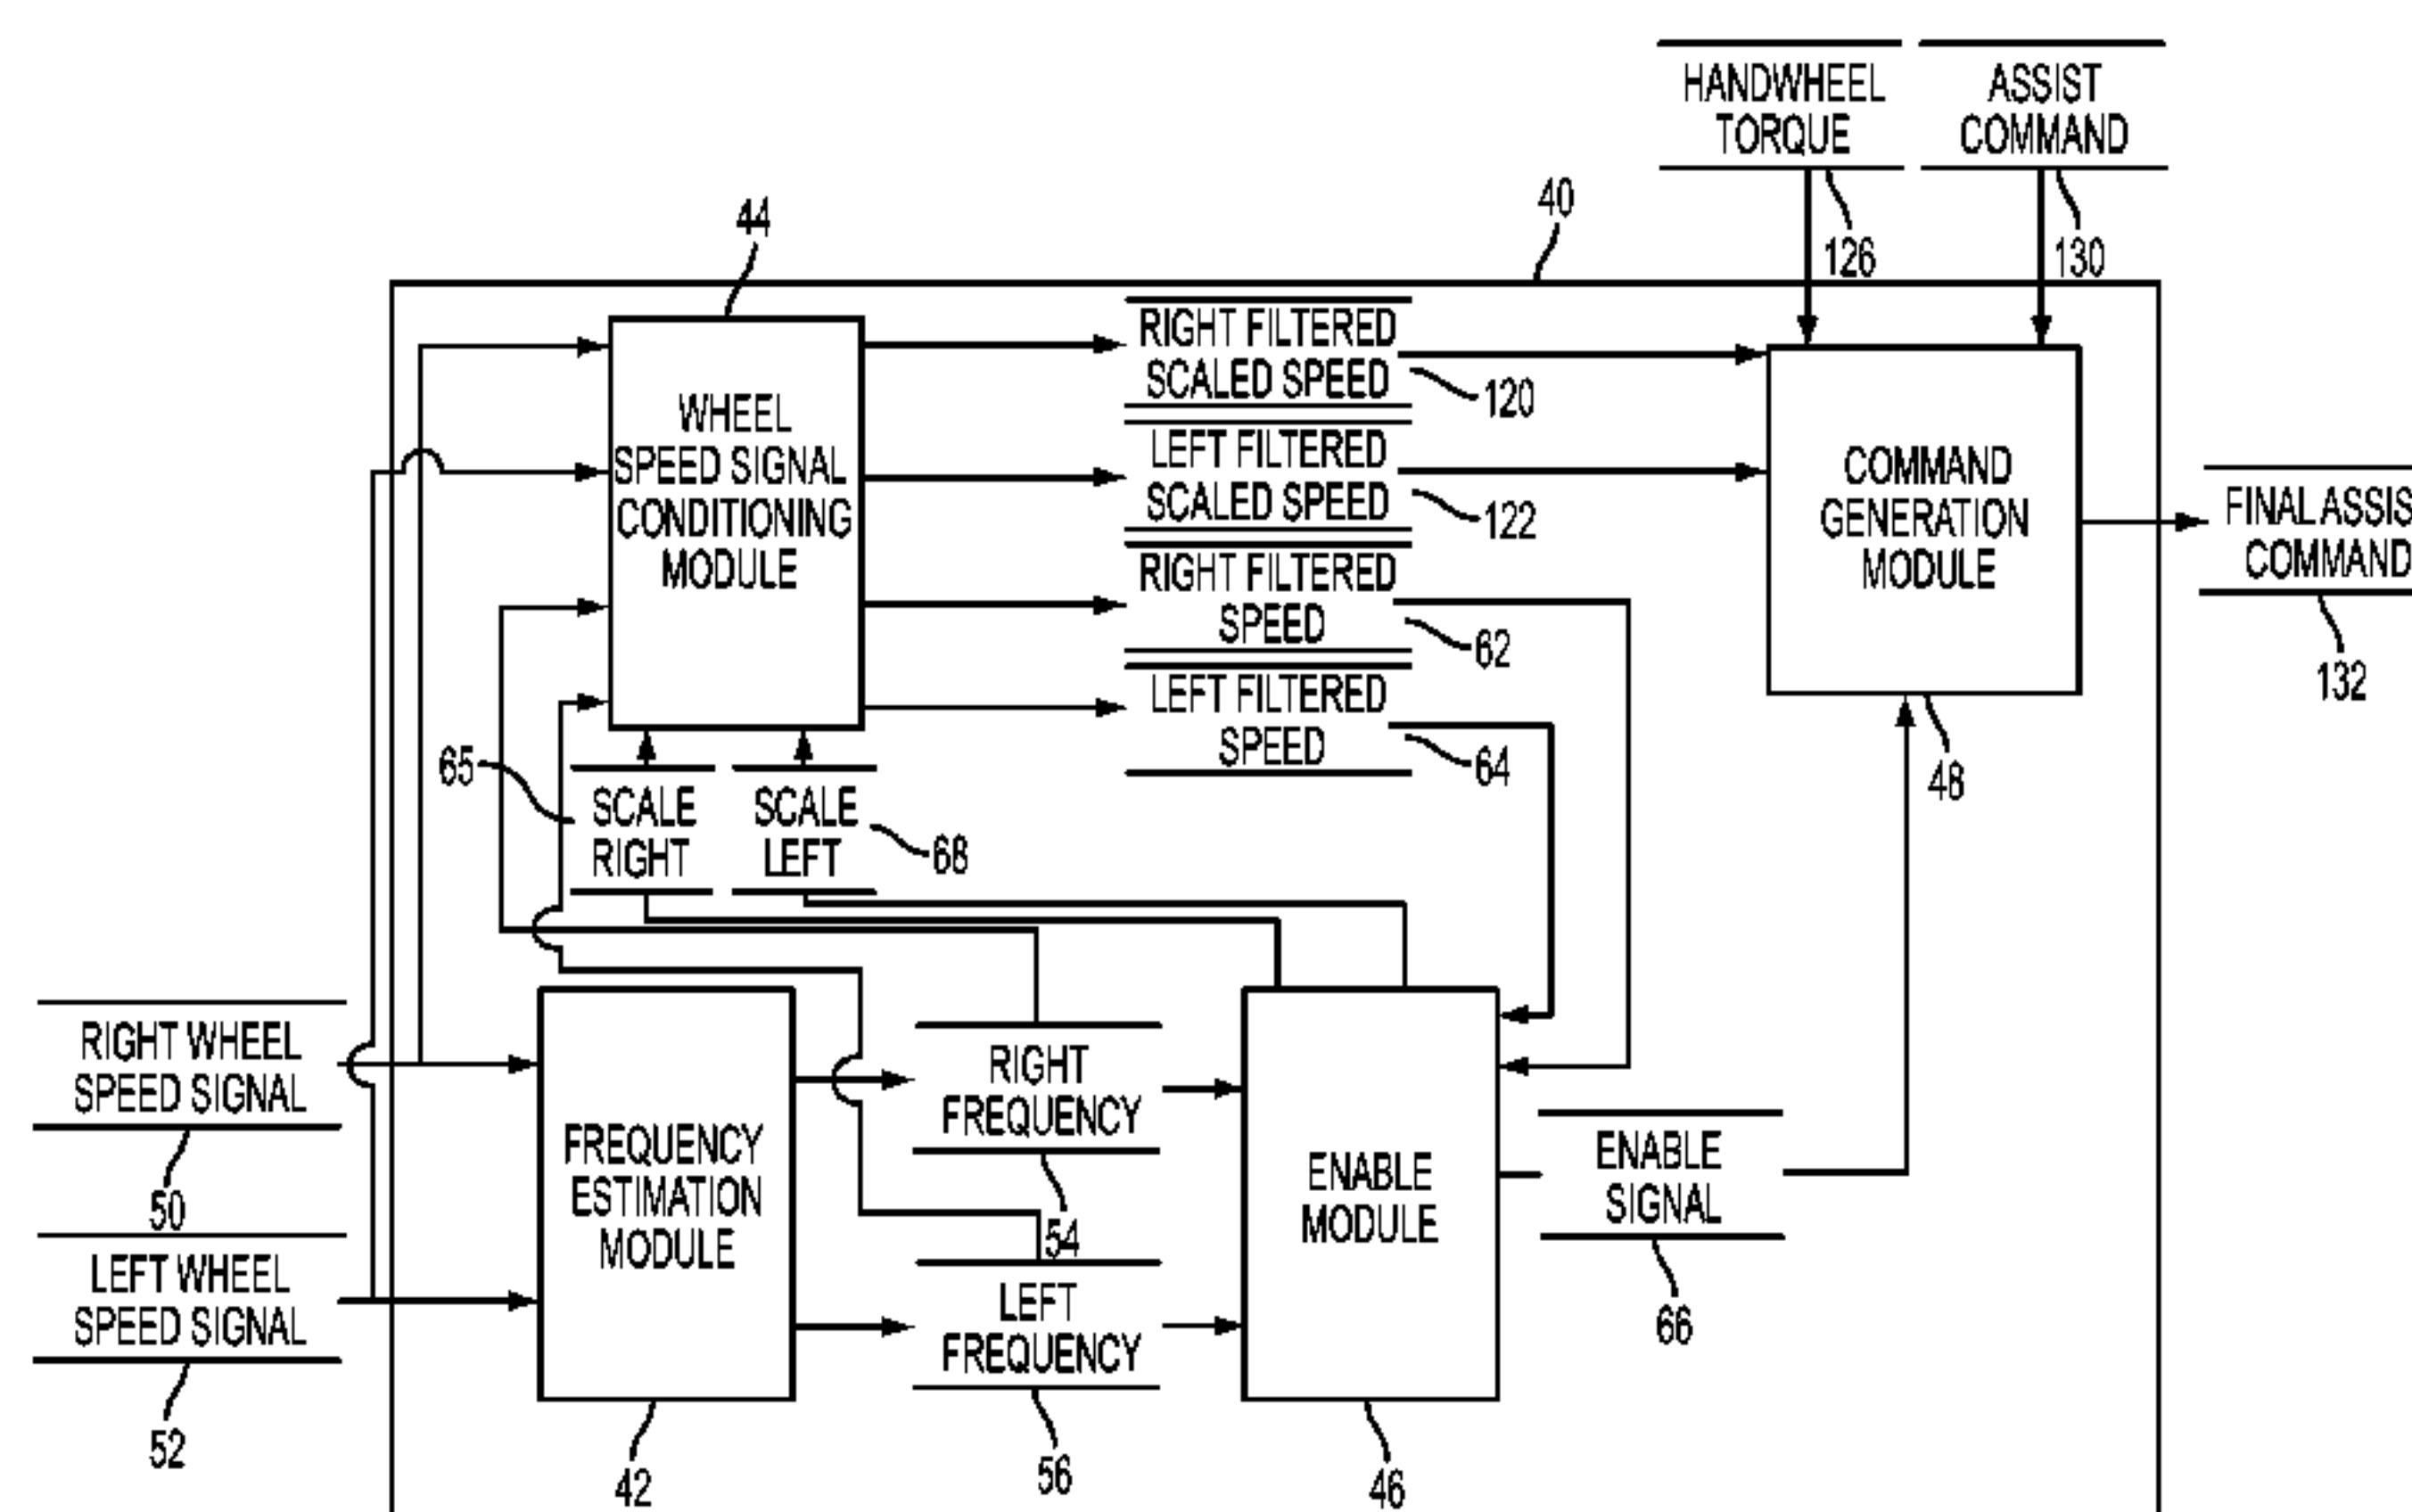 HANDWHEEL
TORQUE
126
ASSIST
COMMAND
130
40
44
WHEEL
SPEED SIGNAL
CONDITIONING
MODULE
RIGHT FILTERED
SCALED SPEED
120
LEFT FILTERED
SCALED SPEED
122
RIGHT FILTERED
SPEED
62
LEFT FILTERED
SPEED
64
COMMAND
GENERATION
MODULE
48
FINAL ASSIS
COMMAND
132
65
SCALE
RIGHT
SCALE
LEFT
68
RIGHT WHEEL
SPEED SIGNAL
50
LEFT WHEEL
SPEED SIGNAL
52
FREQUENCY
ESTIMATION
MODULE
42
RIGHT
FREQUENCY
54
LEFT
FREQUENCY
56
ENABLE
MODULE
46
ENABLE
SIGNAL
66